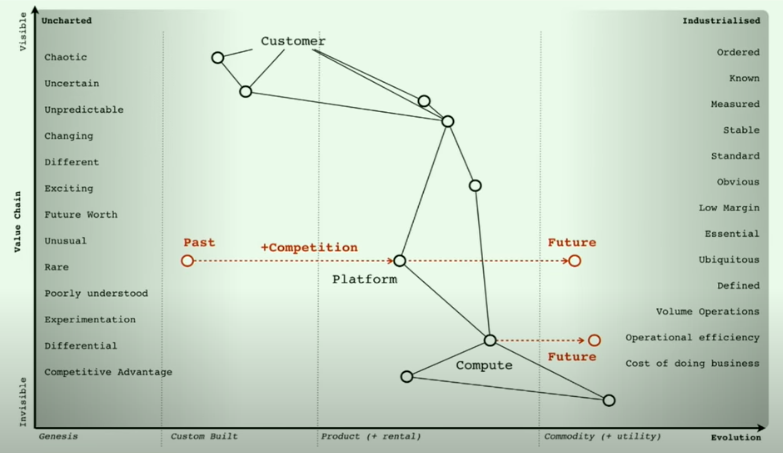 Visible
Uncharted
Industrialised
Customer
Chaotic
Uncertain
Unpredictable
Changing
Different
Exciting
Future Worth
Unusual
Rare
Poorly understood
Experimentation
Differential
Competitive Advantage
Ordered
Known
Measured
Stable
Standard
Obvious
Low Margin
Essential
Ubiquitous
Defined
Volume Operations
Operational efficiency
Cost of doing business
Value Chain
Past
+Competition
Future
Platform
Future
Compute
Invisible
Genesis
Custom Built
Product (+ rental)
Commodity (+ utility)
Evolution